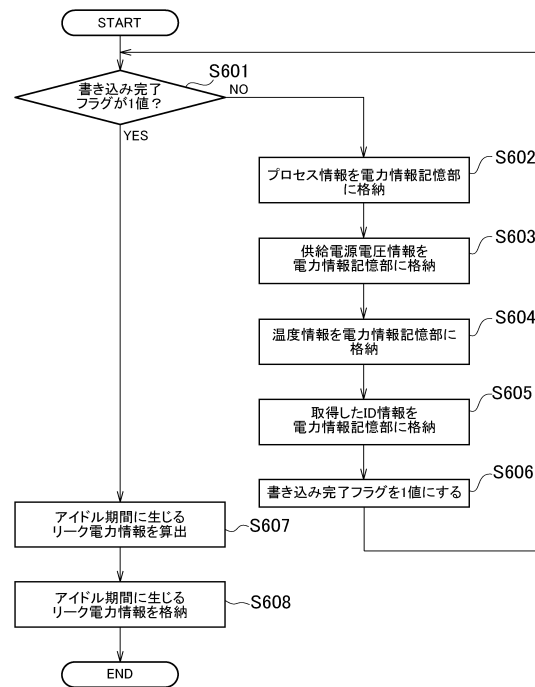 START
書き込み完了
フラグが1値？
S601
NO
YES
プロセス情報を電力情報記憶部
に格納
S602
供給電源電圧情報を
電力情報記憶部に格納
S603
温度情報を電力情報記憶部に
格納
S604
取得したID情報を
電力情報記憶部に格納
S605
書き込み完了フラグを1値にする
S606
アイドル期間に生じる
リーク電力情報を算出
S607
アイドル期間に生じる
リーク電力情報を格納
S608
END